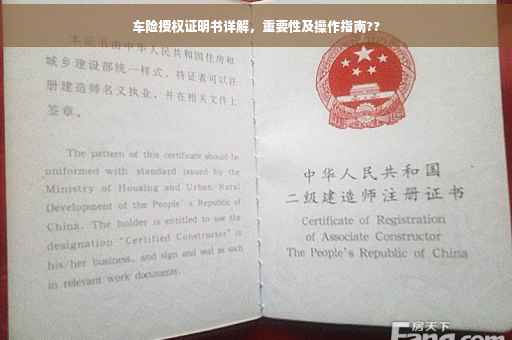 车险授权证明书详解，重要性及操作指南??
本证书由中华人民共和国住房和
城乡建设部统一样式，持证者可以注
册建造师名义执业，并在相关文件上
签章。
The pattern of this certificate should be
uniformed with standard issued by the
Ministry of Housing and Urban Rural
Development of the People's Republic of
China. The holder is entitled to use the
designation "Certified Constructor" in
his/her business, and sign and seal as such
in relevant work documents.
中华人民共和国
二级建造师注册证书
Certificate of Registration
of Associate Constructor
The People's Republic of China
房天下
Fang.com